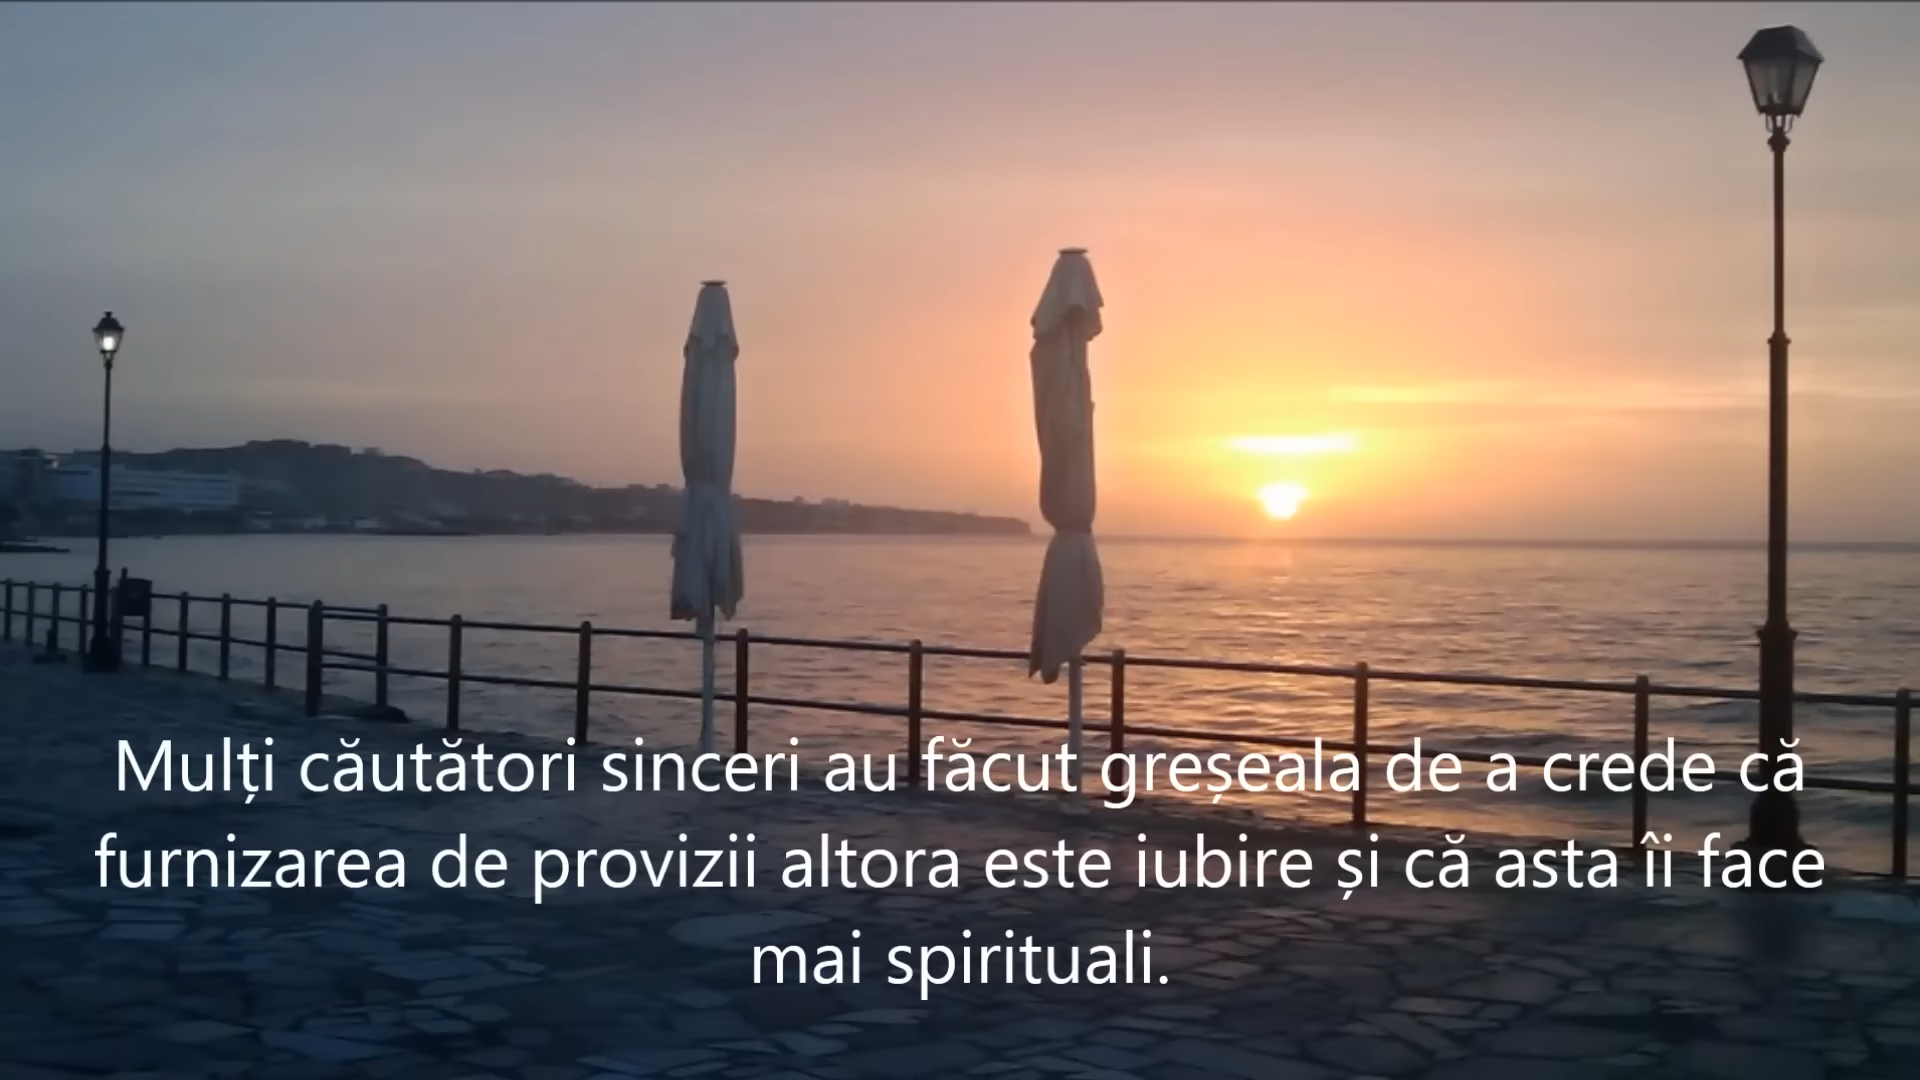 Mulți căutători sinceri au făcut greșeala de a crede că
furnizarea de provizii altora este iubire și că asta îi face
mai spirituali.